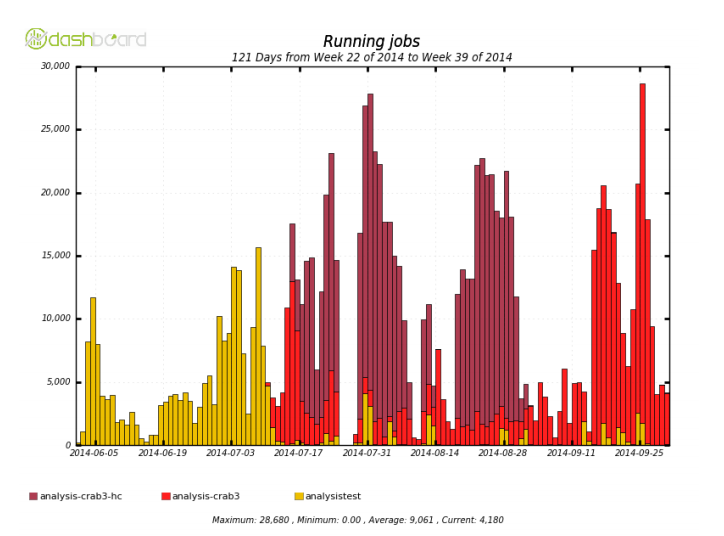 dashboard
Running jobs
121 Days from Week 22 of 2014 to Week 39 of 2014
30,000
25,000
20,000
15,000
10,000
5,000
0
2014-06-05 2014-06-19 2014-07-03 2014-07-17 2014-07-31 2014-08-14 2014-08-28 2014-09-11 2014-09-25
analysis-crab3-hc analysis-crab3 analysistest
Maximum: 28,680 , Minimum: 0.00 , Average: 9,061 , Current: 4,180